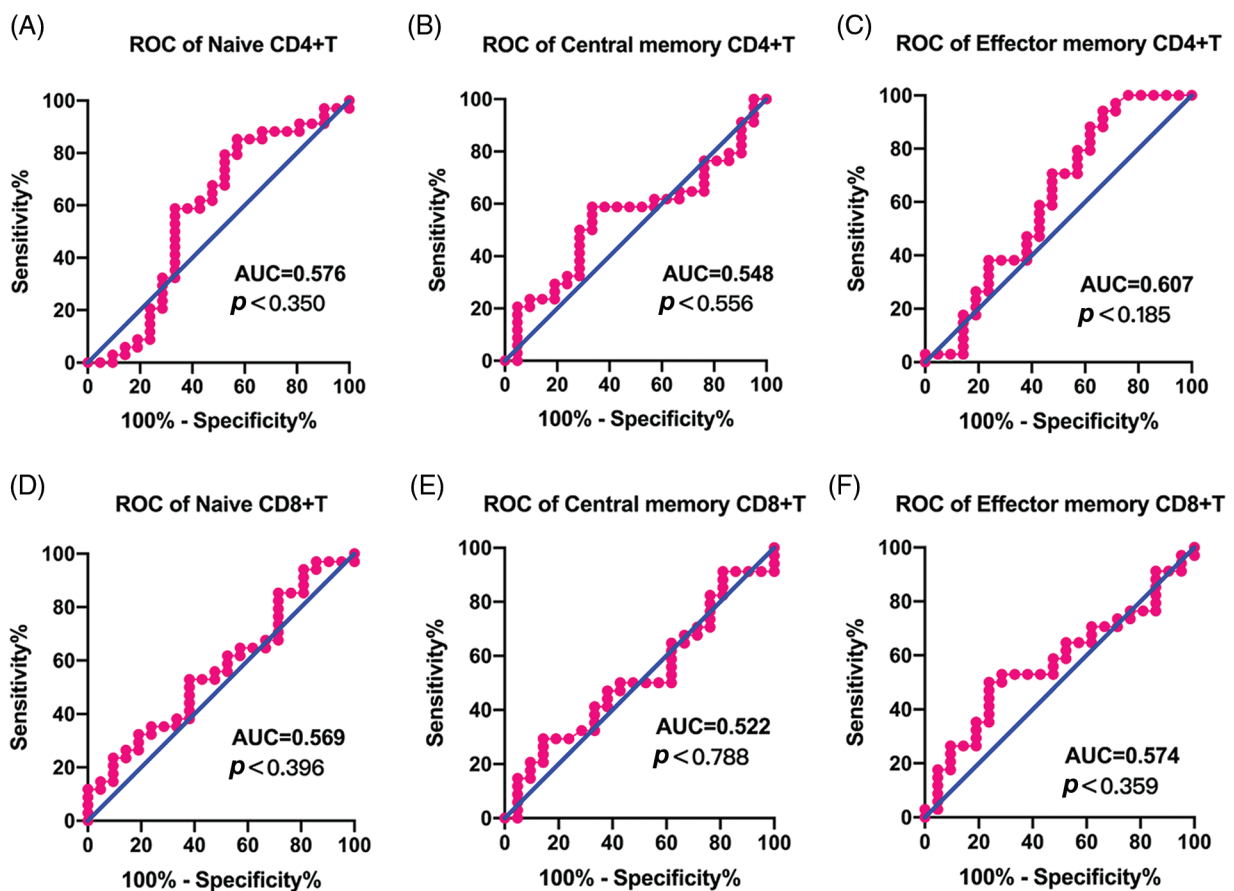 (A)
ROC of Naive CD4+T
100
80
60
40
20
0
Sensitivity%
AUC=0.576
p<0.350
0 20 40 60 80 100
100% - Specificity%
(B)
ROC of Central memory CD4+T
100
80
60
40
20
0
Sensitivity%
AUC=0.548
p<0.556
0 20 40 60 80 100
100% - Specificity%
(C)
ROC of Effector memory CD4+T
100
80
60
40
20
0
Sensitivity%
AUC=0.607
p<0.185
0 20 40 60 80 100
100% - Specificity%
(D)
ROC of Naive CD8+T
100
80
60
40
20
0
Sensitivity%
AUC=0.569
p<0.396
0 20 40 60 80 100
100% - Specificity%
(E)
ROC of Central memory CD8+T
100
80
60
40
20
0
Sensitivity%
AUC=0.522
p<0.788
0 20 40 60 80 100
100% - Specificity%
(F)
ROC of Effector memory CD8+T
100
80
60
40
20
0
Sensitivity%
AUC=0.574
p<0.359
0 20 40 60 80 100
100% - Specificity%